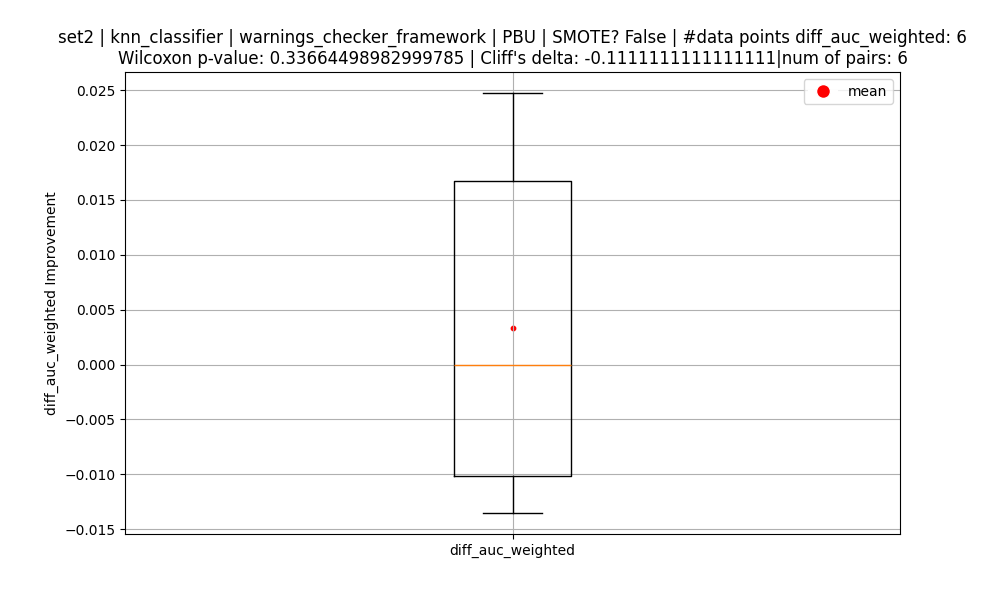 set2 | knn_classifier | warnings_checker_framework | PBU | SMOTE? False | #data points diff_auc_weighted: 6
Wilcoxon p-value: 0.33664498982999785 | Cliff's delta: -0.1111111111111111|num of pairs: 6
mean
0.025
0.020
0.015
0.010
0.005
0.000
−0.005
−0.010
−0.015
diff_auc_weighted Improvement
diff_auc_weighted